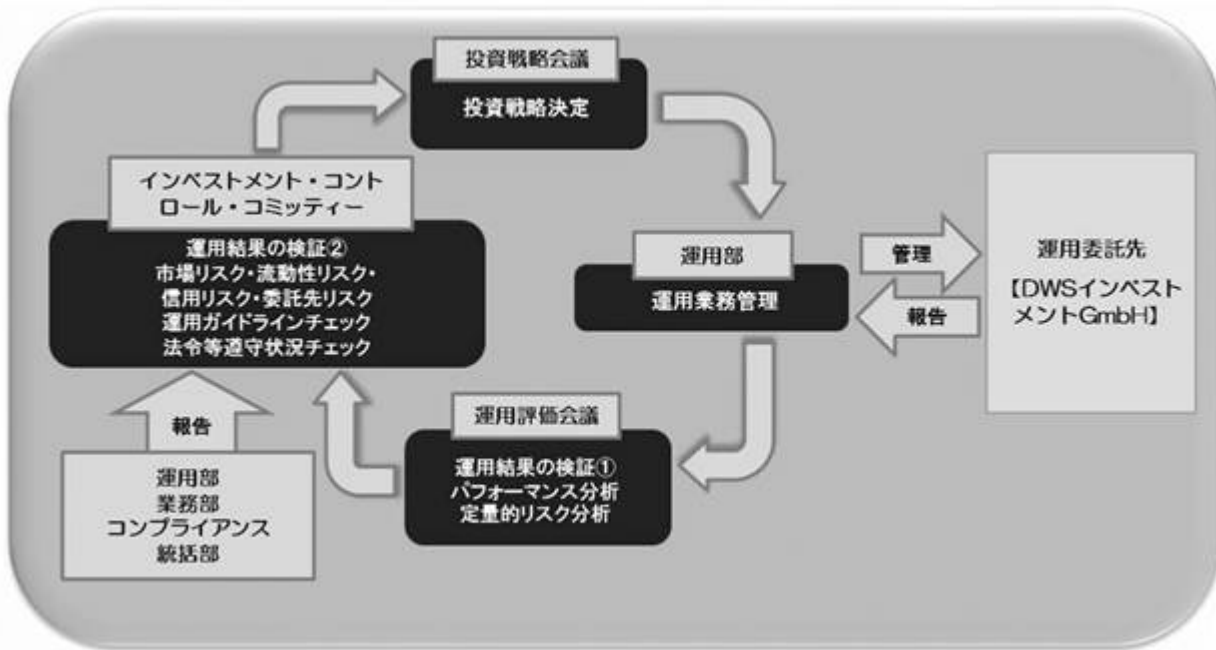 投資戦略会議
投資戦略決定
インベストメント・コント
ロール・コミッティー
運用結果の検証②
市場リスク・流動性リスク・
信用リスク・委託先リスク
運用ガイドラインチェック
法令等遵守状況チェック
運用部
運用業務管理
管理
報告
運用委託先
【DWSインベスト
メントGmbH】
運用評価会議
運用結果の検証①
パフォーマンス分析
定量的リスク分析
報告
運用部
業務部
コンプライアンス
統括部